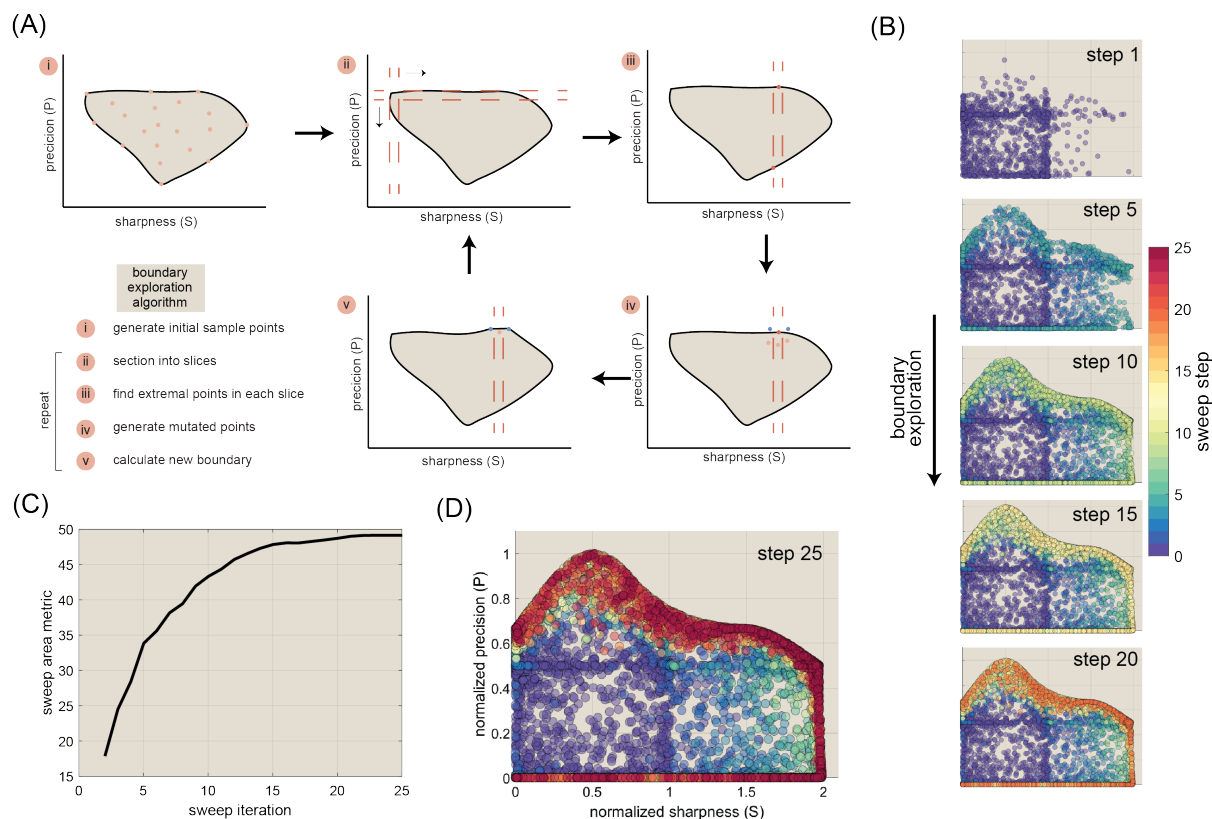 (A)
i
precicion (P)
sharpness (S)
ii
precicion (P)
sharpness (S)
iii
precision (P)
sharpness (S)
boundary
exploration
algorithm
i generate initial sample points
repeat
ii section into slices
iii find extremal points in each slice
iv generate mutated points
v calculate new boundary
v
precision (P)
sharpness (S)
iv
precision (P)
sharpness (S)
(B)
step 1
step 5
step 10
step 15
step 20
boundary
exploration
25
20
15
10
5
0
sweep step
(C)
50
45
40
35
30
25
20
15
0 5 10 15 20 25
sweep area metric
sweep iteration
(D)
step 25
1
0.8
0.6
0.4
0.2
0
0 0.5 1 1.5 2
normalized precision (P)
normalized sharpness (S)